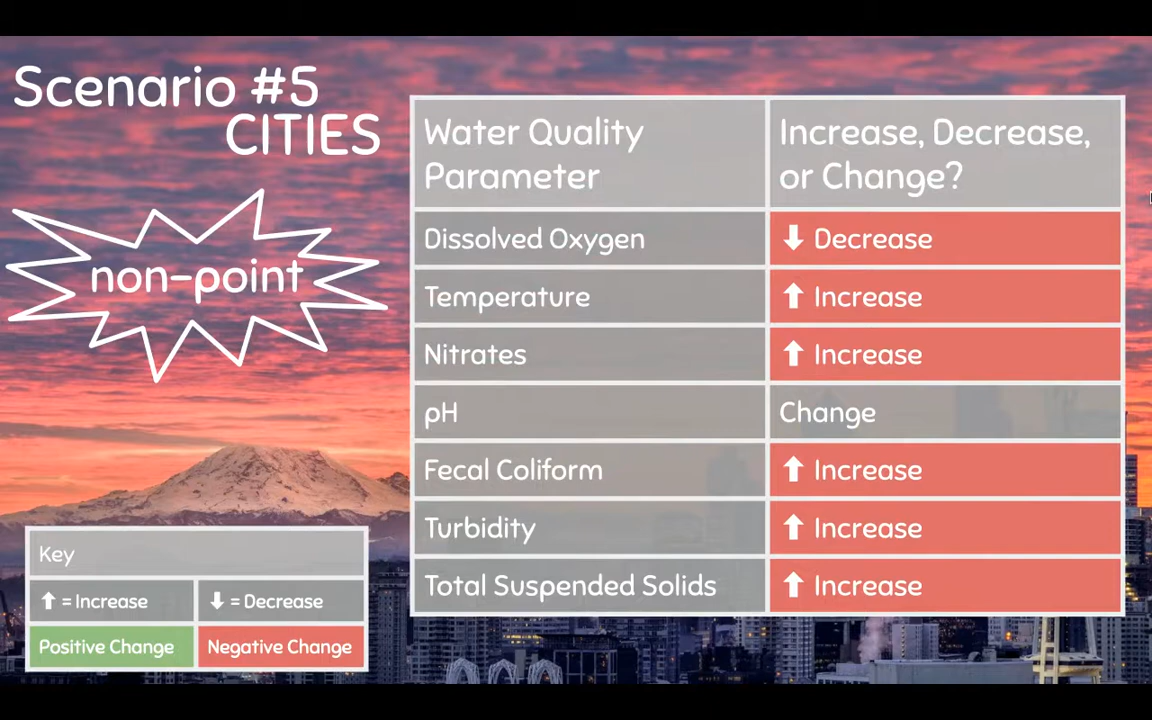 Scenario #5
CITIES
non-point
Water Quality
Parameter
Increase, Decrease,
or Change?
Dissolved Oxygen
⬇ Decrease
Temperature
⬆ Increase
Nitrates
⬆ Increase
pH
Change
Fecal Coliform
⬆ Increase
Turbidity
⬆ Increase
Total Suspended Solids
⬆ Increase
Key
⬆ = Increase
⬇ = Decrease
Positive Change
Negative Change